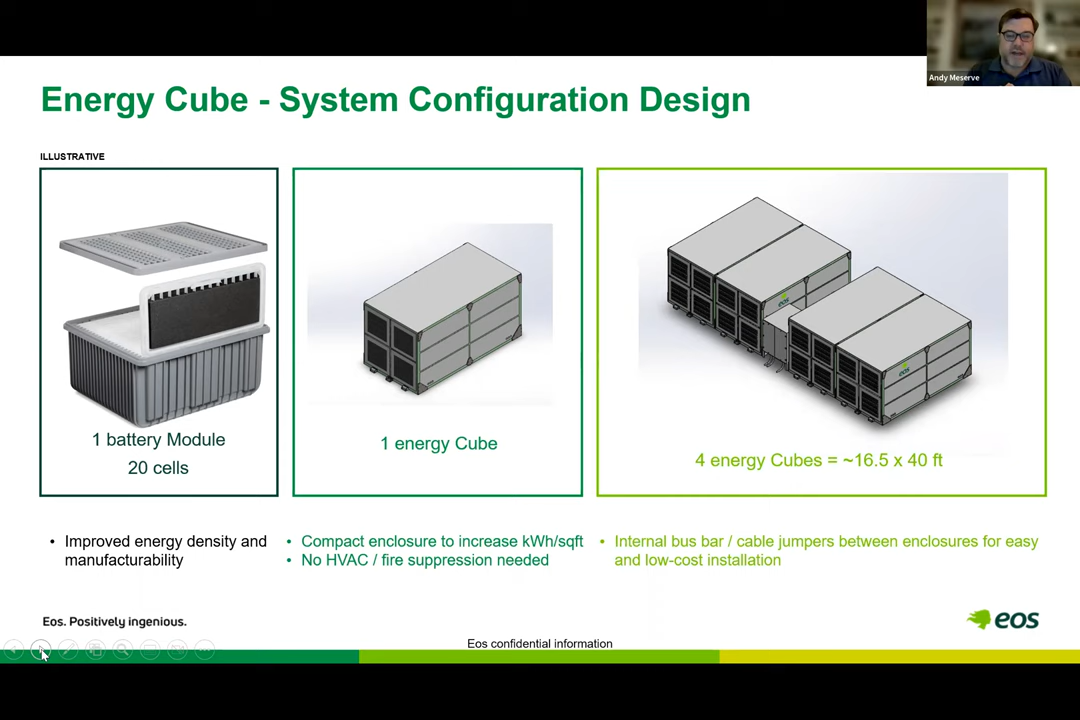 Andy Meserve
Energy Cube - System Configuration Design
ILLUSTRATIVE
1 battery Module
20 cells
1 energy Cube
eos
eos
4 energy Cubes = ~16.5 x 40 ft
• Improved energy density and
manufacturability
• Compact enclosure to increase kWh/sqft
• No HVAC / fire suppression needed
• Internal bus bar / cable jumpers between enclosures for easy
and low-cost installation
Eos. Positively ingenious.
eos
Eos confidential information